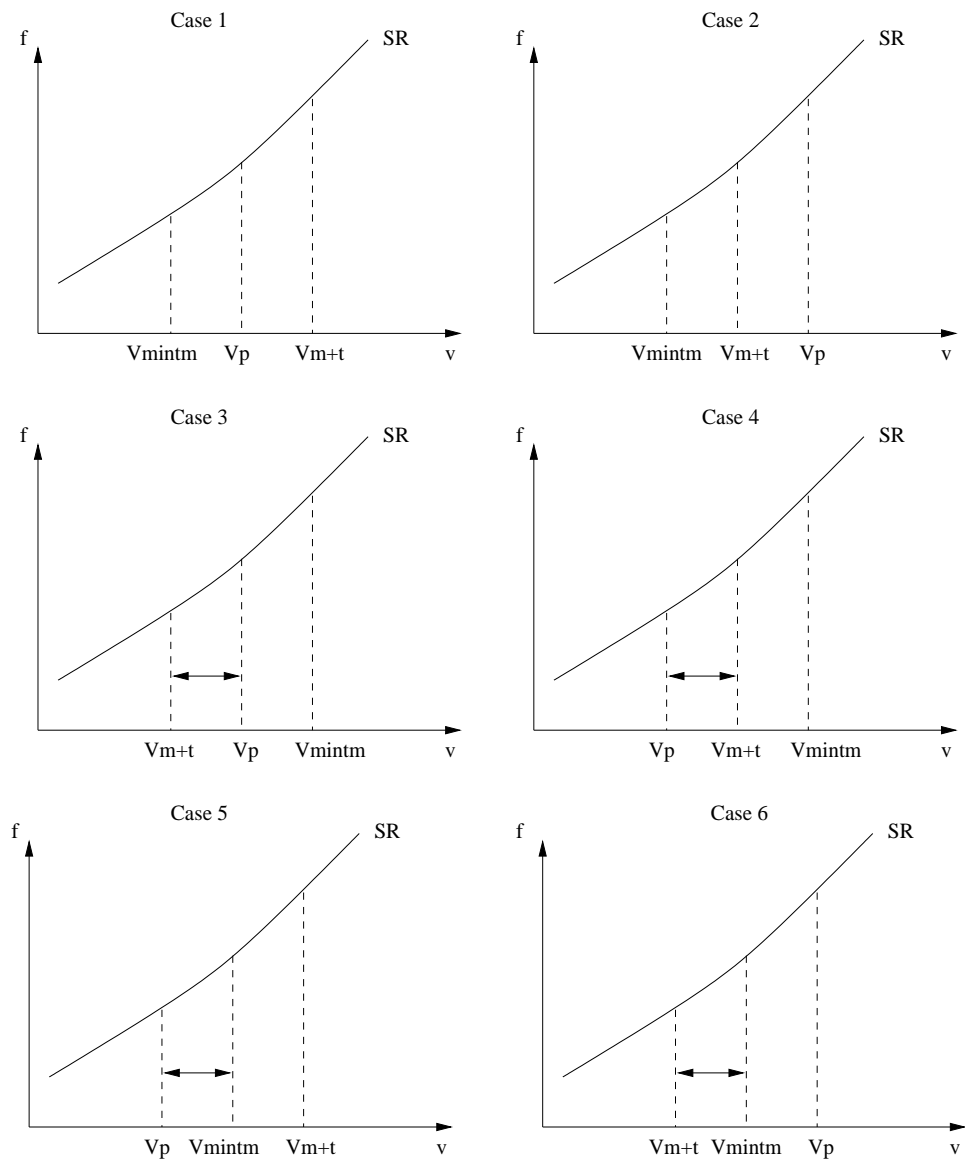 Case 1
f
SR
Vmintm Vp Vm+t v
Case 2
f
SR
Vmintm Vm+t Vp v
Case 3
f
SR
Vm+t Vp Vmintm v
Case 4
f
SR
Vp Vm+t Vmintm v
Case 5
f
SR
Vp Vmintm Vm+t v
Case 6
f
SR
Vm+t Vmintm Vp v